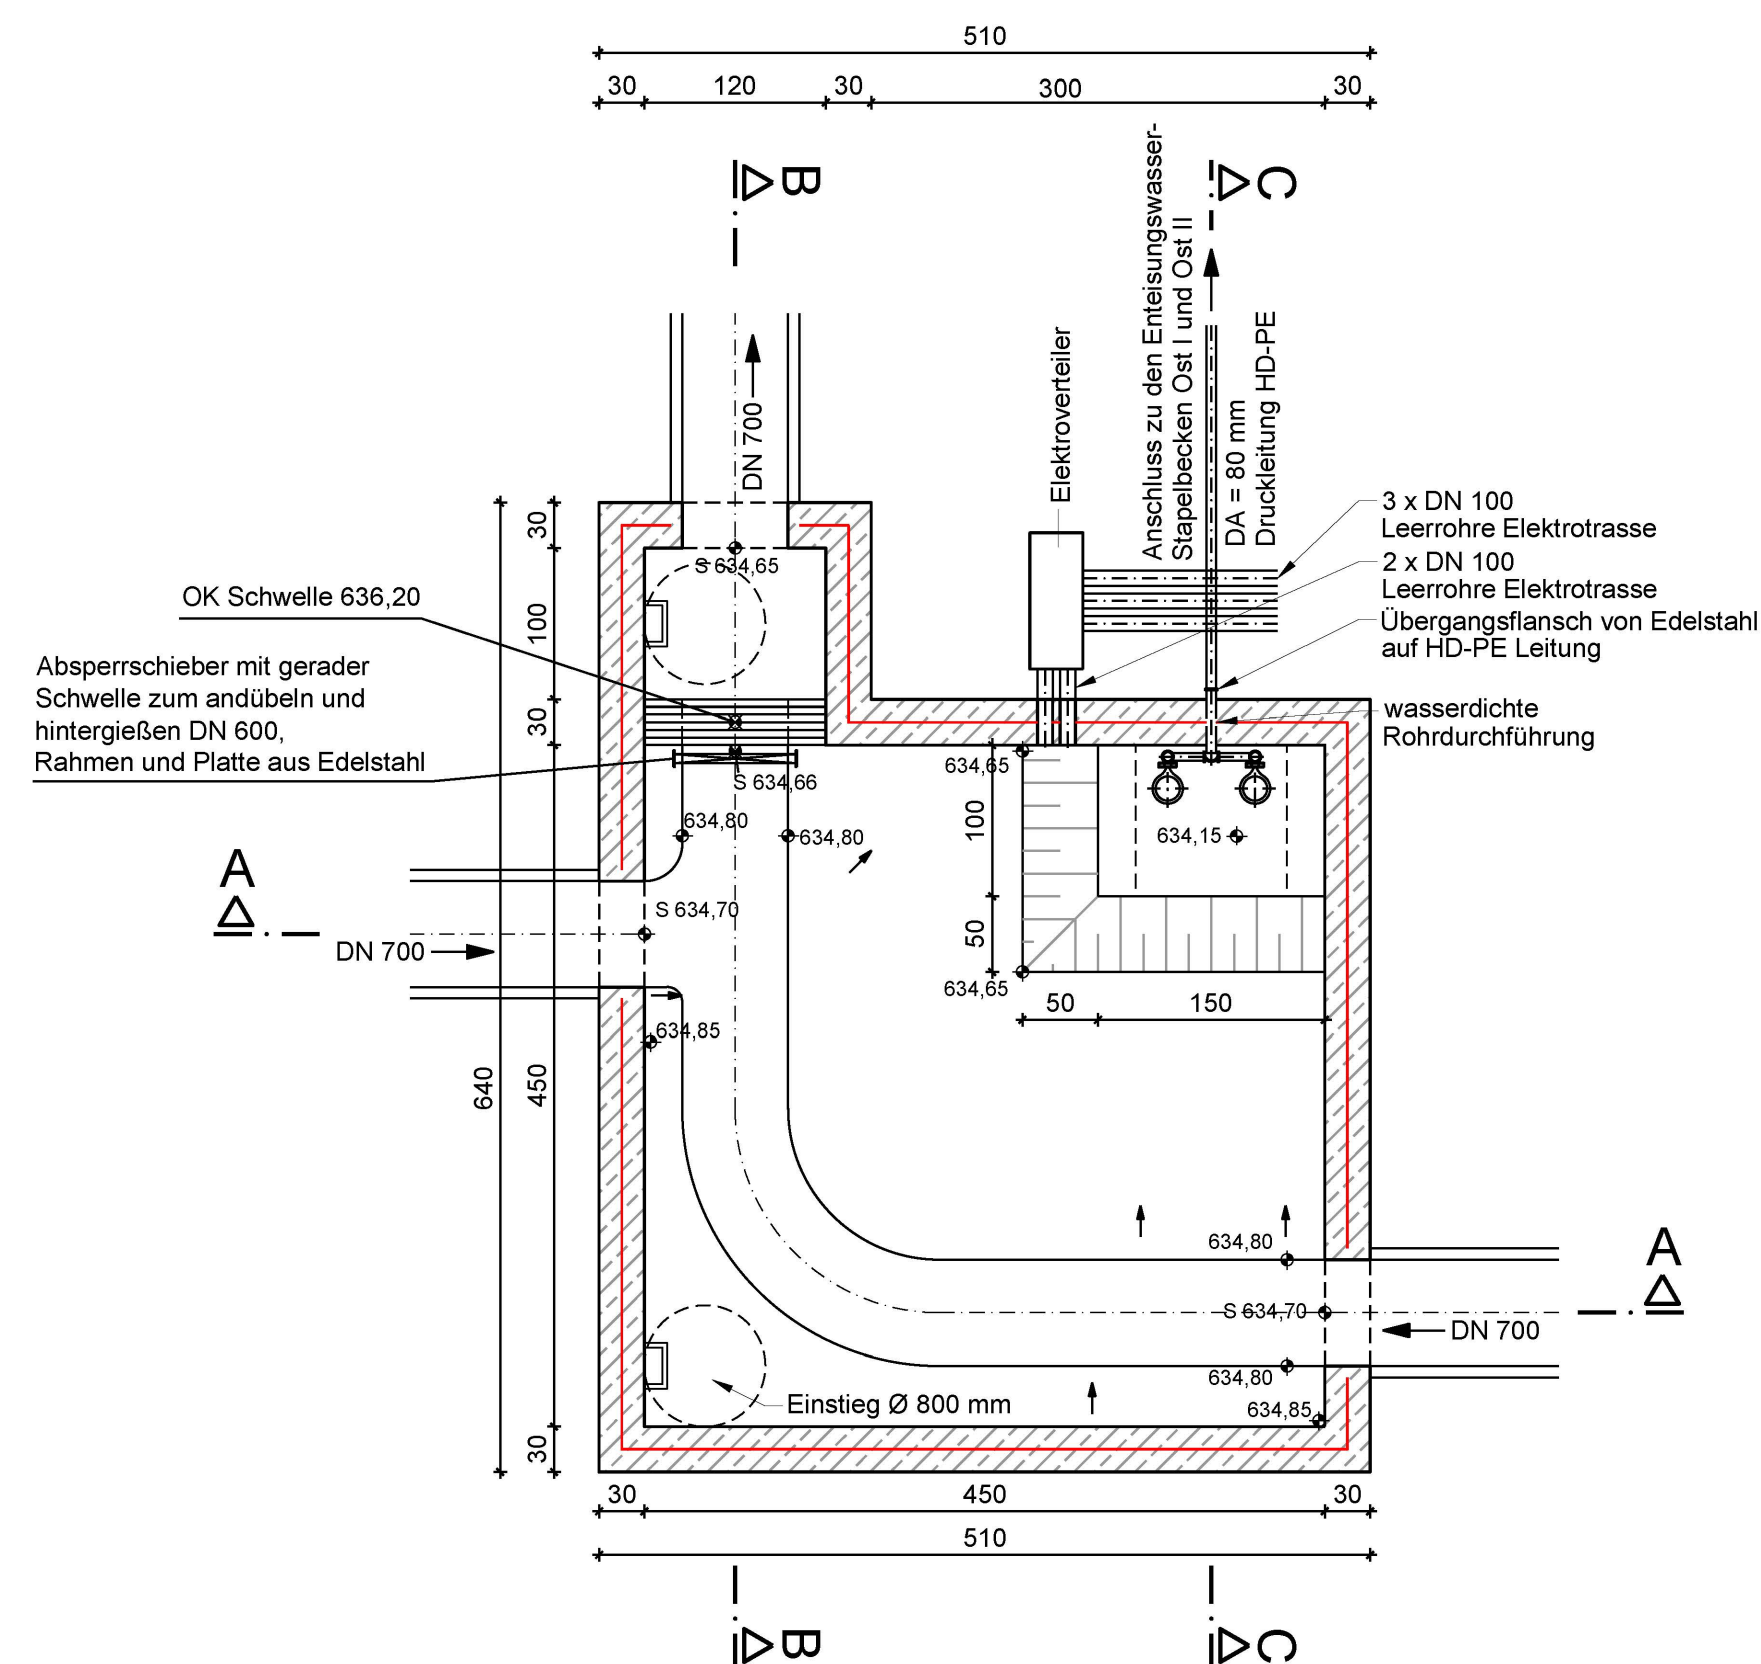 510
30
120
30
300
30
B
C
Anschluss zu den Enteisungswasser-
Stapelbecken Ost I und Ost II
DA = 80 mm
Druckleitung HD-PE
Elektroverteiler
DN 700
3 x DN 100
Leerrohre Elektrotrasse
2 x DN 100
Leerrohre Elektrotrasse
Übergangsflansch von Edelstahl
auf HD-PE Leitung
wasserdichte
Rohrdurchführung
OK Schwelle 636,20
Absperrschieber mit gerader
Schwelle zum andübeln und
hintergießen DN 600,
Rahmen und Platte aus Edelstahl
30
100
30
450
30
640
S 634,65
S 634,66
634,80
634,80
634,65
100
634,15
50
634,65
50
150
A
S 634,70
DN 700
634,85
634,80
S 634,70
A
DN 700
634,80
634,85
Einstieg Ø 800 mm
30
450
30
510
B
C